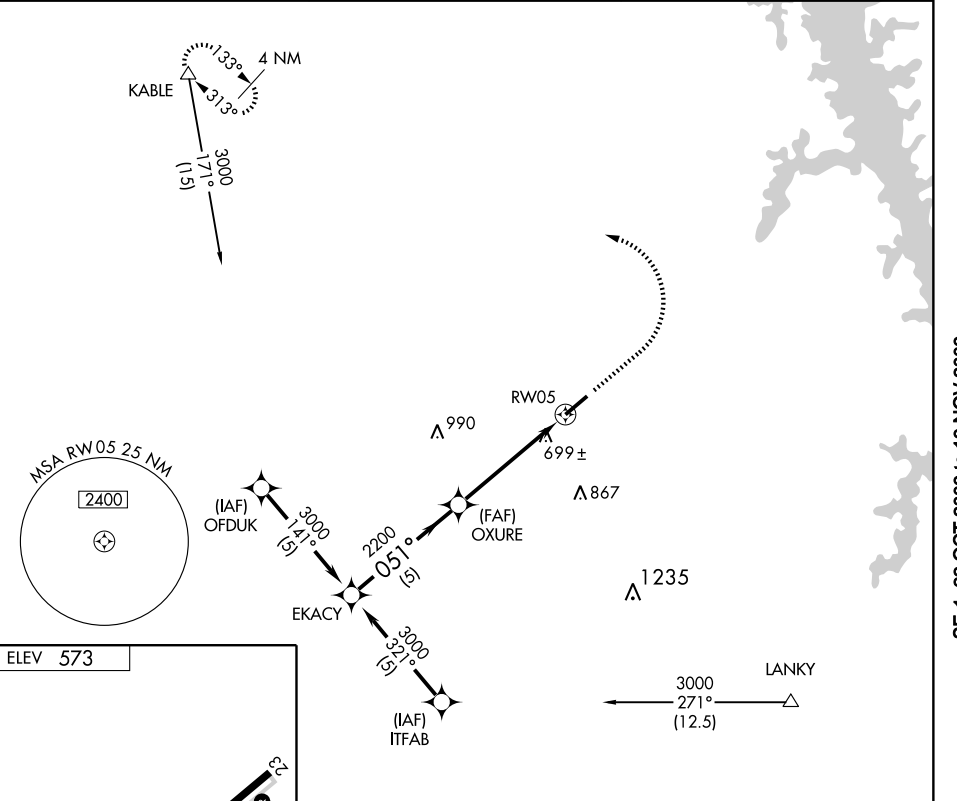 133°
4 NM
KABLE
313°
3000
171°
(15)
RW05
990
699±
MSA RW05 25 NM
2400
867
(IAF)
OFDUK
3000
141°
(5)
(FAF)
OXURE
2200
051°
(5)
1235
EKACY
3000
321°
(5)
ELEV 573
LANKY
3000
271°
(12.5)
(IAF)
ITFAB
23